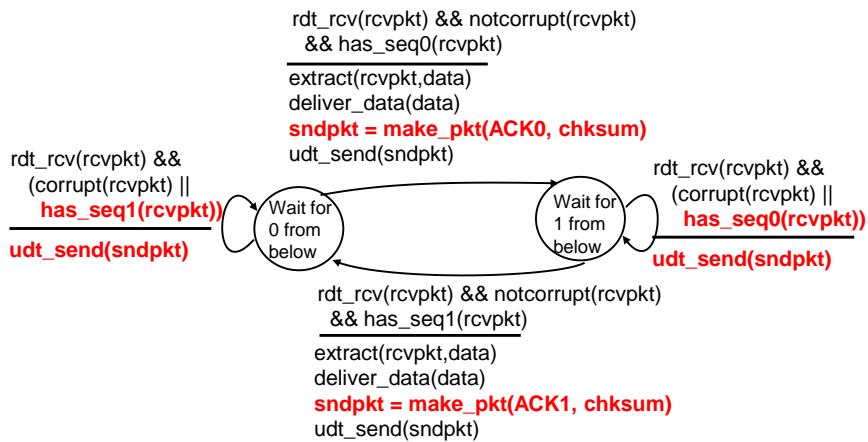 rdt_rcv(rcvpkt) && notcorrupt(rcvpkt)
&& has_seq0(rcvpkt)
extract(rcvpkt,data)
deliver_data(data)
sndpkt = make_pkt(ACK0, chksum)
udt_send(sndpkt)
rdt_rcv(rcvpkt) &&
(corrupt(rcvpkt) ||
has_seq1(rcvpkt))
udt_send(sndpkt)
Wait for
0 from
below
Wait for
1 from
below
rdt_rcv(rcvpkt) &&
(corrupt(rcvpkt) ||
has_seq0(rcvpkt))
udt_send(sndpkt)
rdt_rcv(rcvpkt) && notcorrupt(rcvpkt)
&& has_seq1(rcvpkt)
extract(rcvpkt,data)
deliver_data(data)
sndpkt = make_pkt(ACK1, chksum)
udt_send(sndpkt)